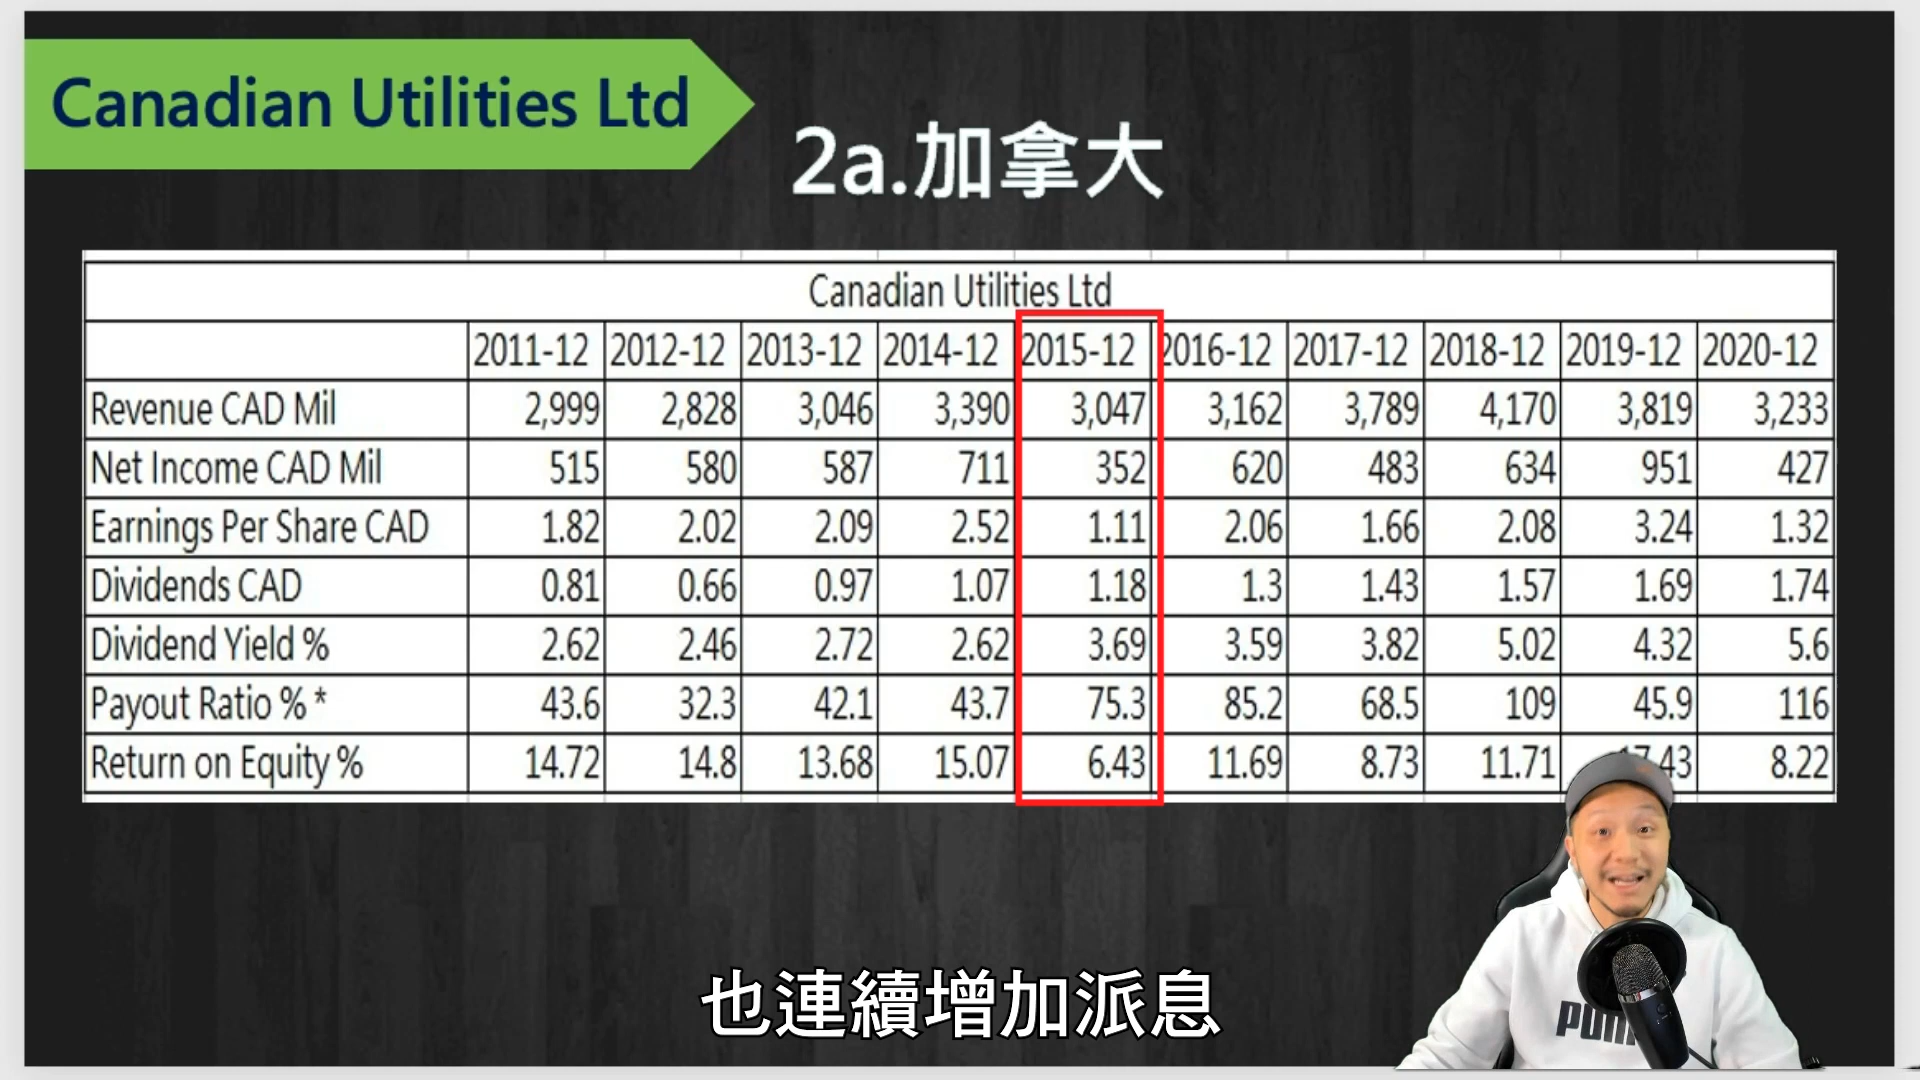 Canadian Utilities Ltd
2a.加拿大
Canadian Utilities Ltd
2011-12 2012-12 2013-12 2014-12 2015-12 2016-12 2017-12 2018-12 2019-12 2020-12
Revenue CAD Mil 2,999 2,828 3,046 3,390 3,047 3,162 3,789 4,170 3,819 3,233
Net Income CAD Mil 515 580 587 711 352 620 483 634 951 427
Earnings Per Share CAD 1.82 2.02 2.09 2.52 1.11 2.06 1.66 2.08 3.24 1.32
Dividends CAD 0.81 0.66 0.97 1.07 1.18 1.3 1.43 1.57 1.69 1.74
Dividend Yield % 2.62 2.46 2.72 2.62 3.69 3.59 3.82 5.02 4.32 5.6
Payout Ratio % * 43.6 32.3 42.1 43.7 75.3 85.2 68.5 109 45.9 116
Return on Equity % 14.72 14.8 13.68 15.07 6.43 11.69 8.73 11.71 8.22
也連續增加派息